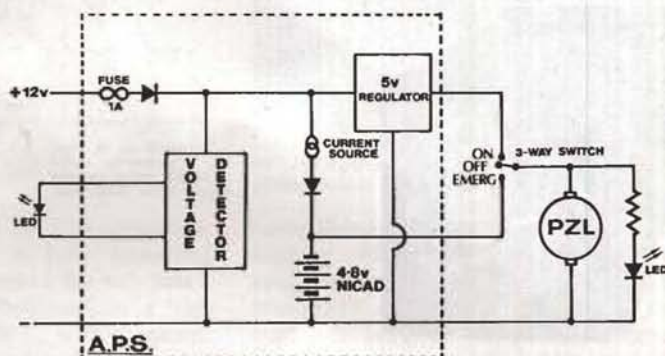 FUSE
1A
+12v
5v
REGULATOR
CURRENT
SOURCE
VOLTAGE
DETECTOR
LED
ON
OFF
EMERG
3-WAY SWITCH
PZL
LED
4·8v
NICAD
−
A.P.S.